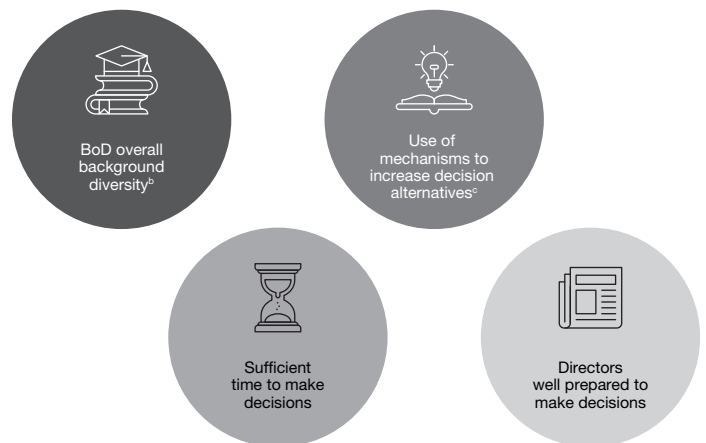 BoD overall
background
diversityᵇ
Use of
mechanisms to
increase decision
alternativesᶜ
Sufficient
time to make
decisions
Directors
well prepared to
make decisions